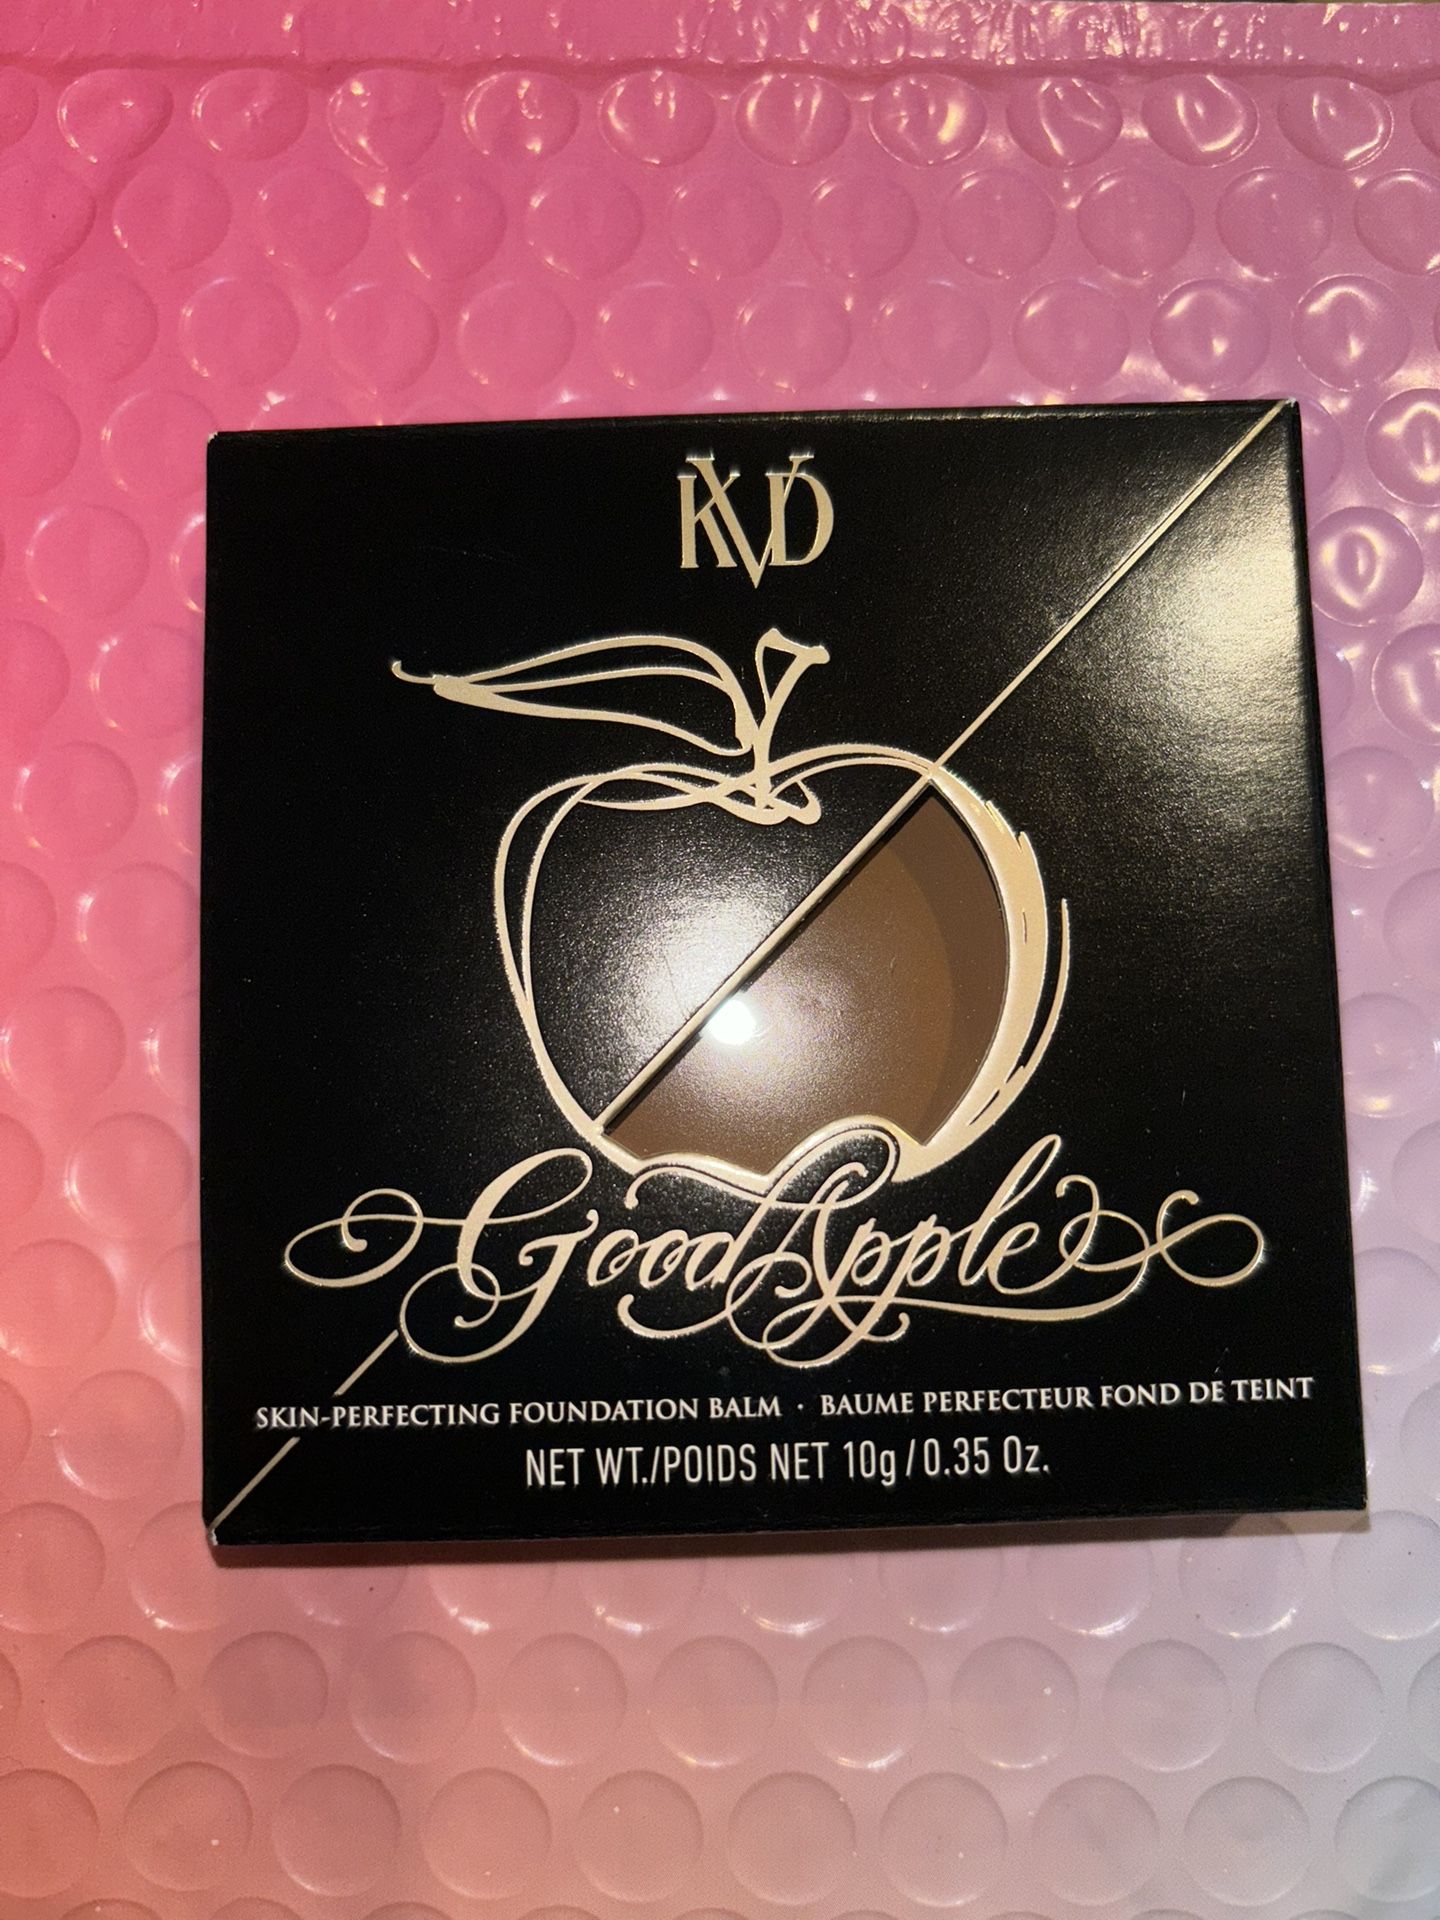 KVD
Good Apple
SKIN-PERFECTING FOUNDATION BALM · BAUME PERFECTEUR FOND DE TEINT
NET WT./POIDS NET 10g/0.35 Oz.